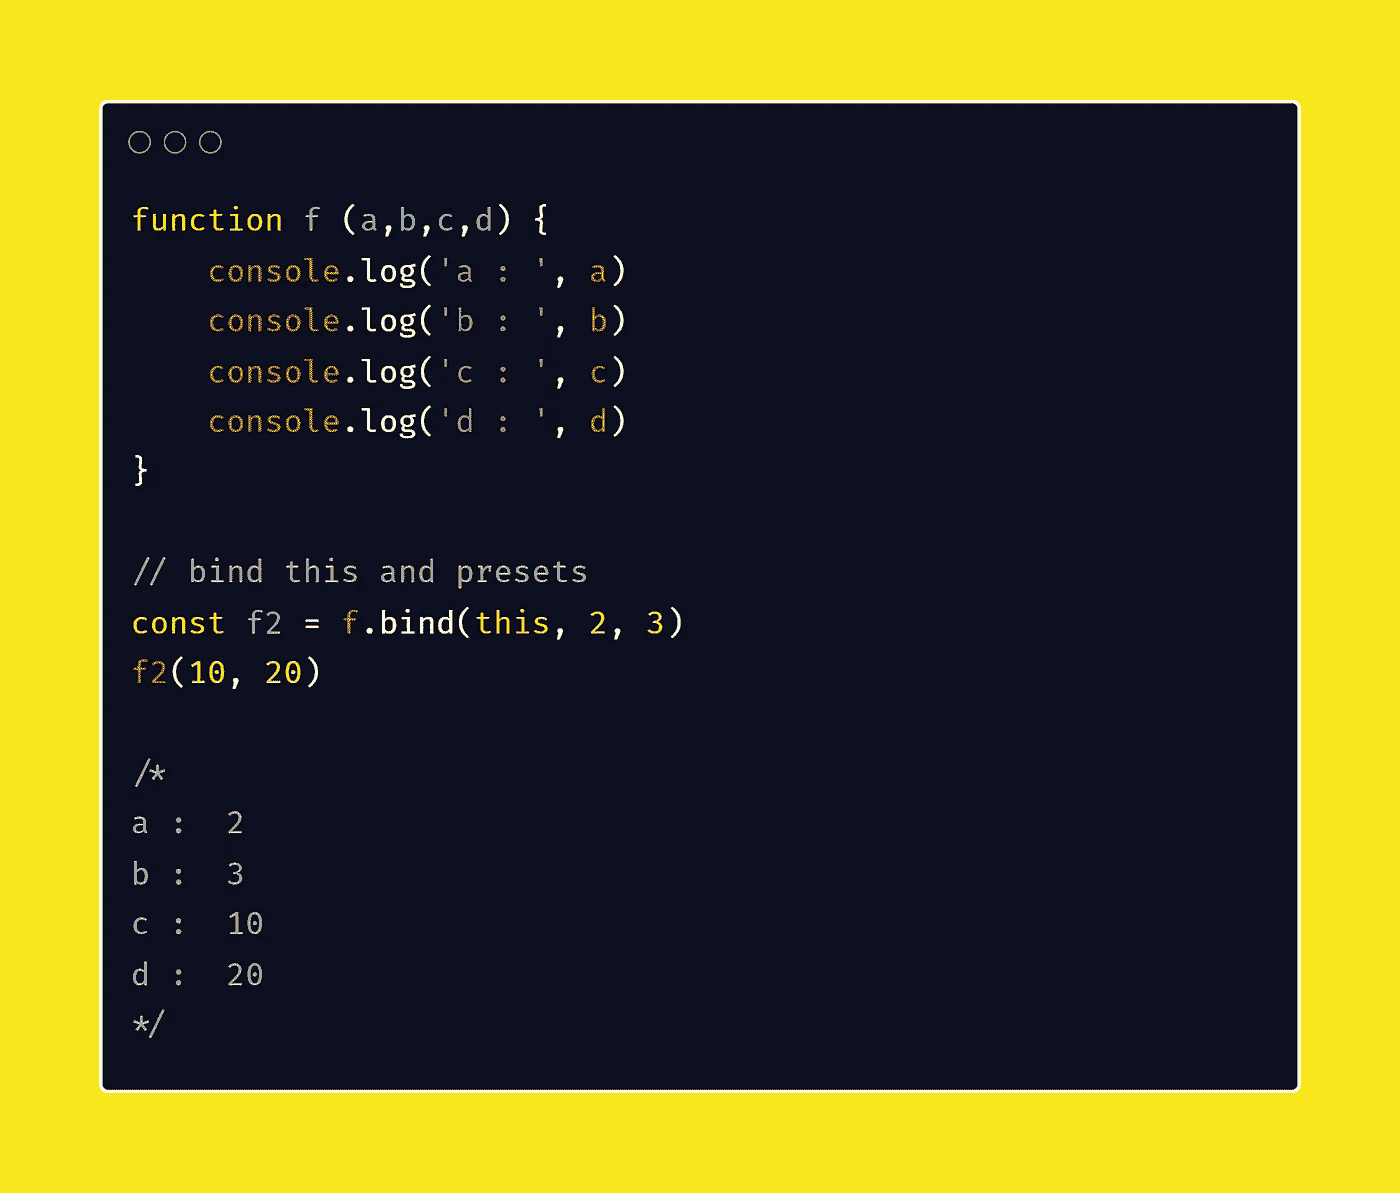 function f (a,b,c,d) {
    console.log('a : ', a)
    console.log('b : ', b)
    console.log('c : ', c)
    console.log('d : ', d)
}

// bind this and presets
const f2 = f.bind(this, 2, 3)
f2(10, 20)

/*
a :  2
b :  3
c :  10
d :  20
*/